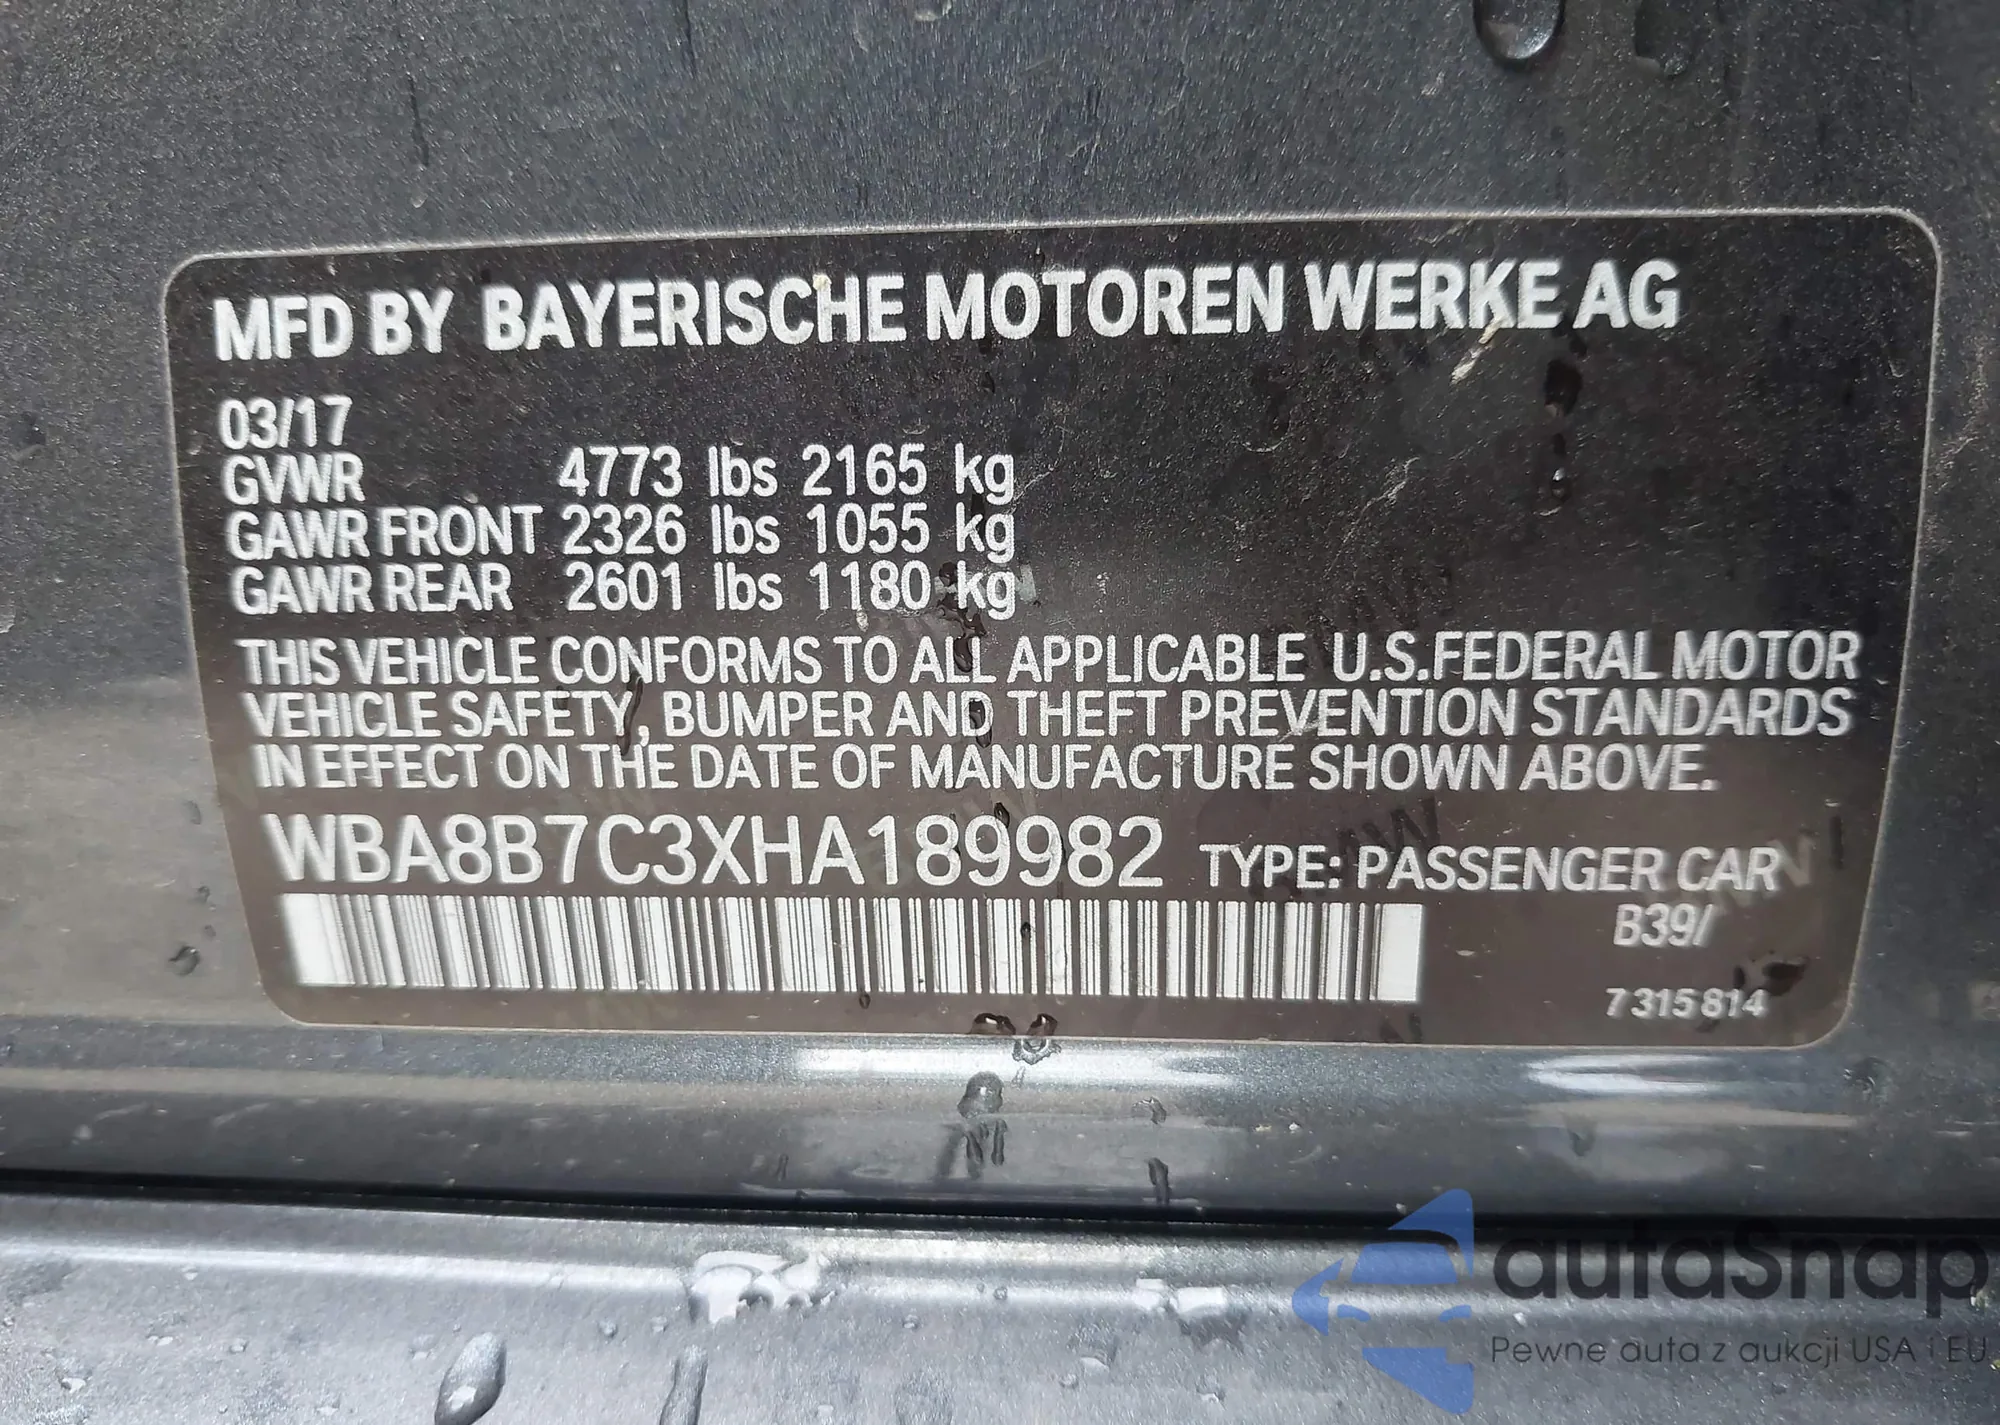 MFD BY BAYERISCHE MOTOREN WERKE AG
03/17
GVWR 4773 lbs 2165 kg
GAWR FRONT 2326 lbs 1055 kg
GAWR REAR 2601 lbs 1180 kg
THIS VEHICLE CONFORMS TO ALL APPLICABLE U.S.FEDERAL MOTOR
VEHICLE SAFETY, BUMPER AND THEFT PREVENTION STANDARDS
IN EFFECT ON THE DATE OF MANUFACTURE SHOWN ABOVE.
WBA8B7C3XHA189982 TYPE: PASSENGER CAR
B39/
7 315 814
autaSnap
Pewne auta z aukcji USA i EU